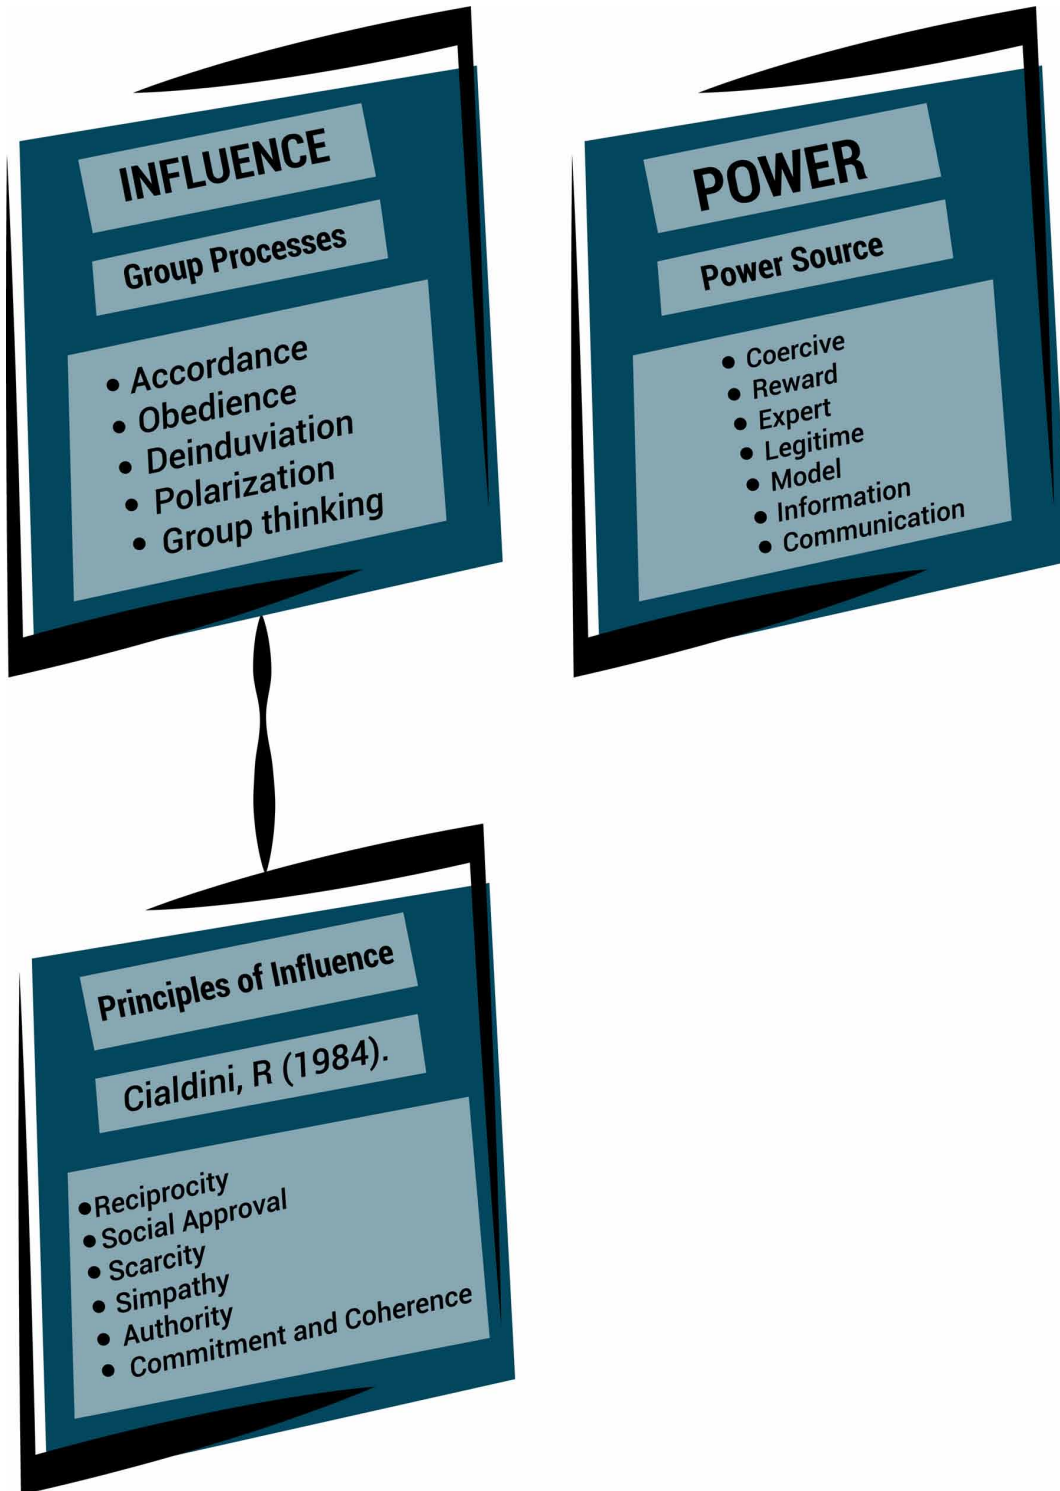 INFLUENCE
Group Processes
• Accordance
• Obedience
• Deinduviation
• Polarization
• Group thinking
POWER
Power Source
• Coercive
• Reward
• Expert
• Legitime
• Model
• Information
• Communication
Principles of Influence
Cialdini, R (1984).
•Reciprocity
• Social Approval
• Scarcity
• Simpathy
• Authority
• Commitment and Coherence